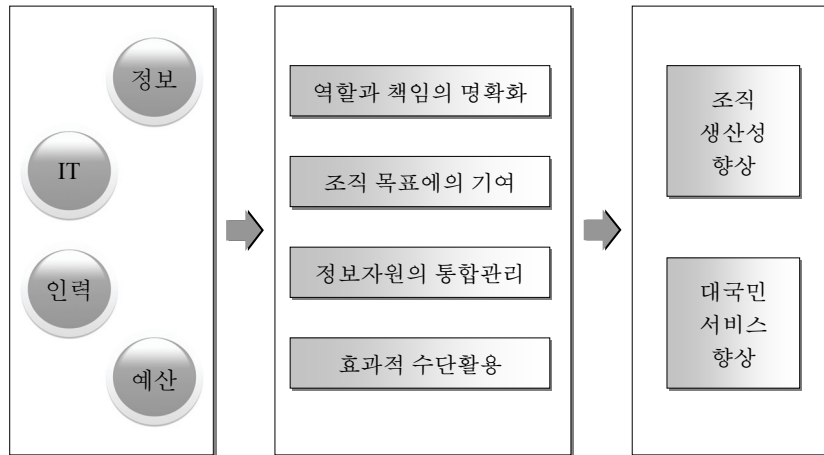 정보
IT
인력
예산
역할과 책임의 명확화
조직 목표에의 기여
정보자원의 통합관리
효과적 수단활용
조직
생산성
향상
대국민
서비스
향상